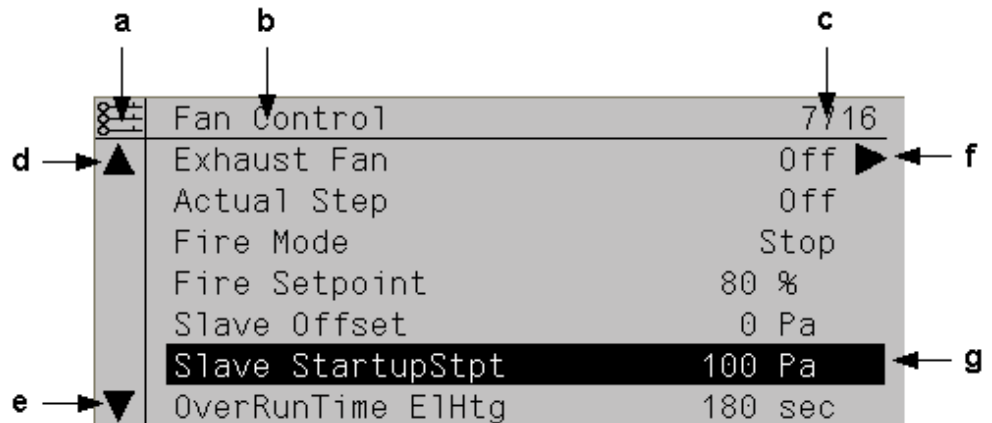 a b c
Fan Control 7/16
d Exhaust Fan Off f
Actual Step Off
Fire Mode Stop
Fire Setpoint 80 %
Slave Offset 0 Pa
Slave StartupStpt 100 Pa g
e OverRunTime ElHtg 180 sec